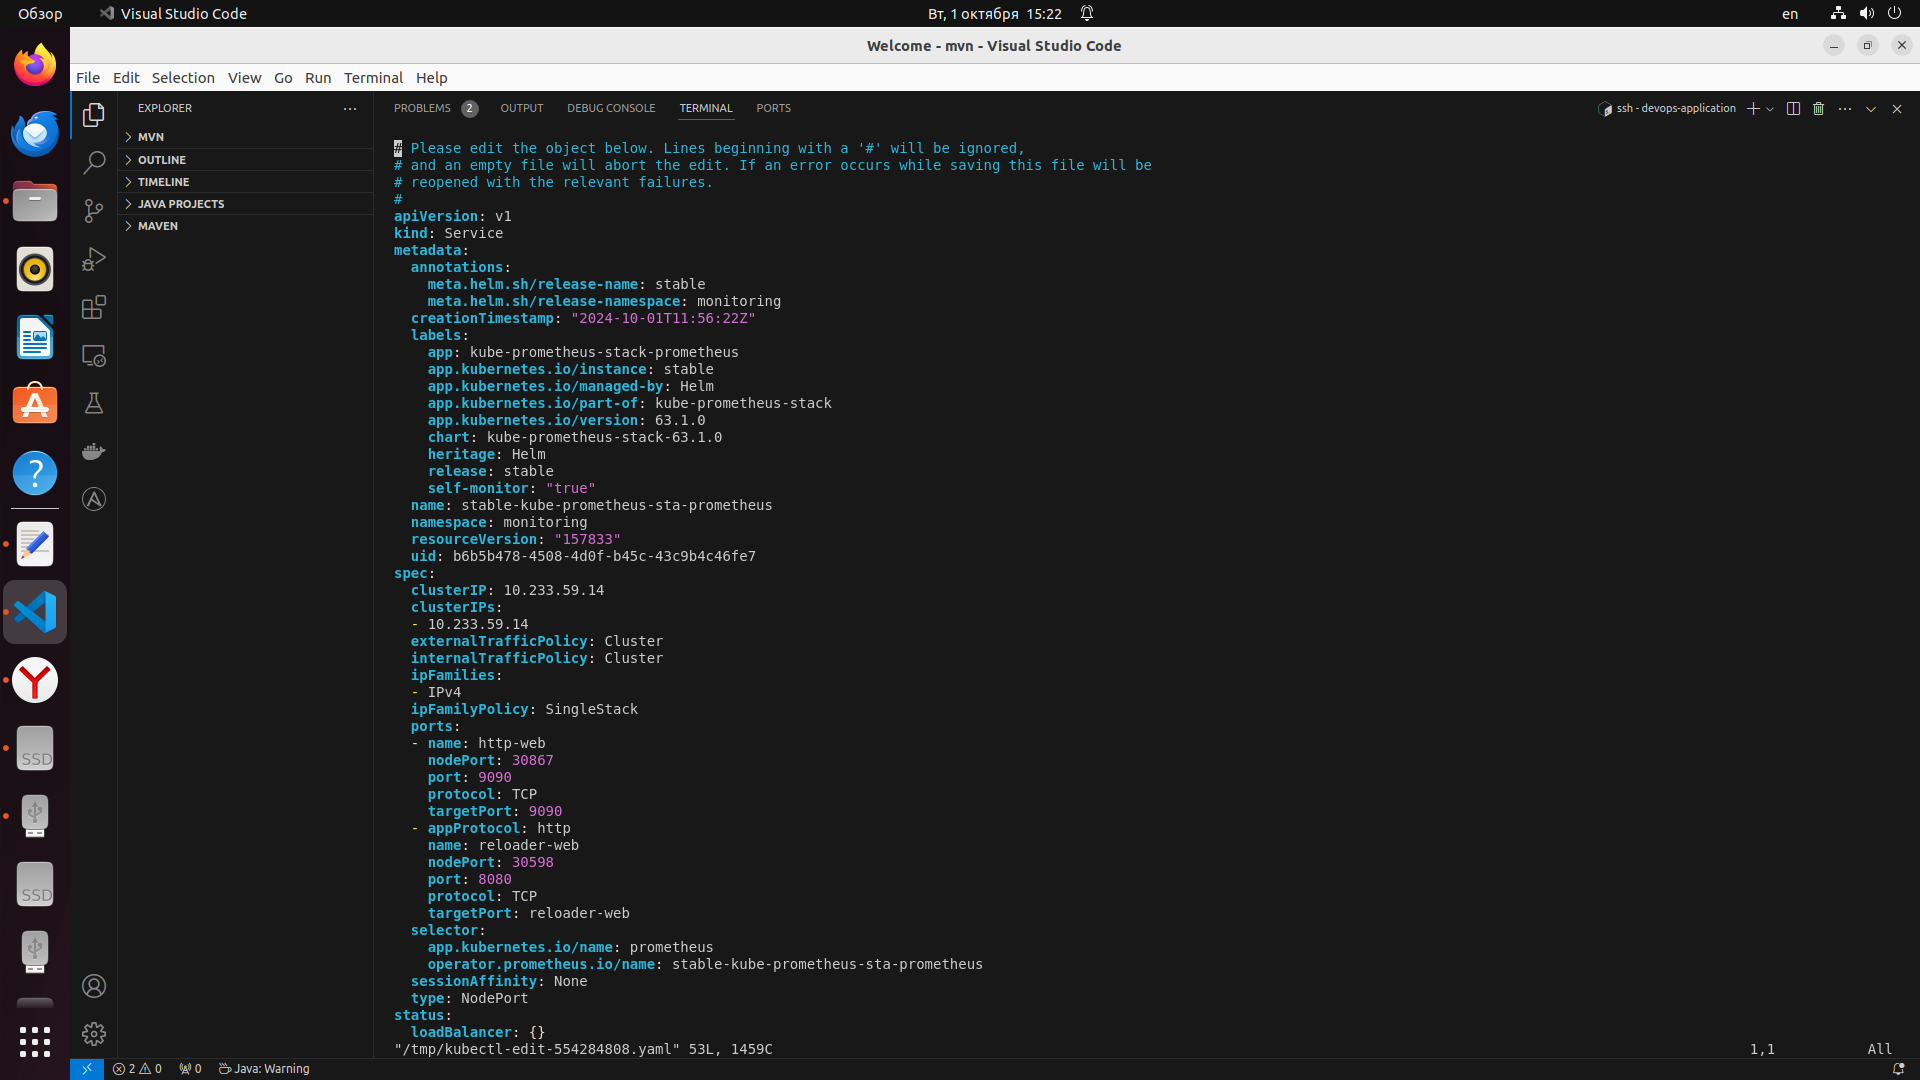 Обзор
Visual Studio Code
Вт, 1 октября 15:22
en
Welcome - mvn - Visual Studio Code
File Edit Selection View Go Run Terminal Help
EXPLORER
MVN
OUTLINE
TIMELINE
JAVA PROJECTS
MAVEN
PROBLEMS 2 OUTPUT DEBUG CONSOLE TERMINAL PORTS
ssh - devops-application
# Please edit the object below. Lines beginning with a '#' will be ignored,
# and an empty file will abort the edit. If an error occurs while saving this file will be
# reopened with the relevant failures.
#
apiVersion: v1
kind: Service
metadata:
  annotations:
    meta.helm.sh/release-name: stable
    meta.helm.sh/release-namespace: monitoring
  creationTimestamp: "2024-10-01T11:56:22Z"
  labels:
    app: kube-prometheus-stack-prometheus
    app.kubernetes.io/instance: stable
    app.kubernetes.io/managed-by: Helm
    app.kubernetes.io/part-of: kube-prometheus-stack
    app.kubernetes.io/version: 63.1.0
    chart: kube-prometheus-stack-63.1.0
    heritage: Helm
    release: stable
    self-monitor: "true"
  name: stable-kube-prometheus-sta-prometheus
  namespace: monitoring
  resourceVersion: "157833"
  uid: b6b5b478-4508-4d0f-b45c-43c9b4c46fe7
spec:
  clusterIP: 10.233.59.14
  clusterIPs:
  - 10.233.59.14
  externalTrafficPolicy: Cluster
  internalTrafficPolicy: Cluster
  ipFamilies:
  - IPv4
  ipFamilyPolicy: SingleStack
  ports:
  - name: http-web
    nodePort: 30867
    port: 9090
    protocol: TCP
    targetPort: 9090
  - appProtocol: http
    name: reloader-web
    nodePort: 30598
    port: 8080
    protocol: TCP
    targetPort: reloader-web
  selector:
    app.kubernetes.io/name: prometheus
    operator.prometheus.io/name: stable-kube-prometheus-sta-prometheus
  sessionAffinity: None
  type: NodePort
status:
  loadBalancer: {}
"/tmp/kubectl-edit-554284808.yaml" 53L, 1459C
1,1
All
SSD
SSD
2 0 0 Java: Warning